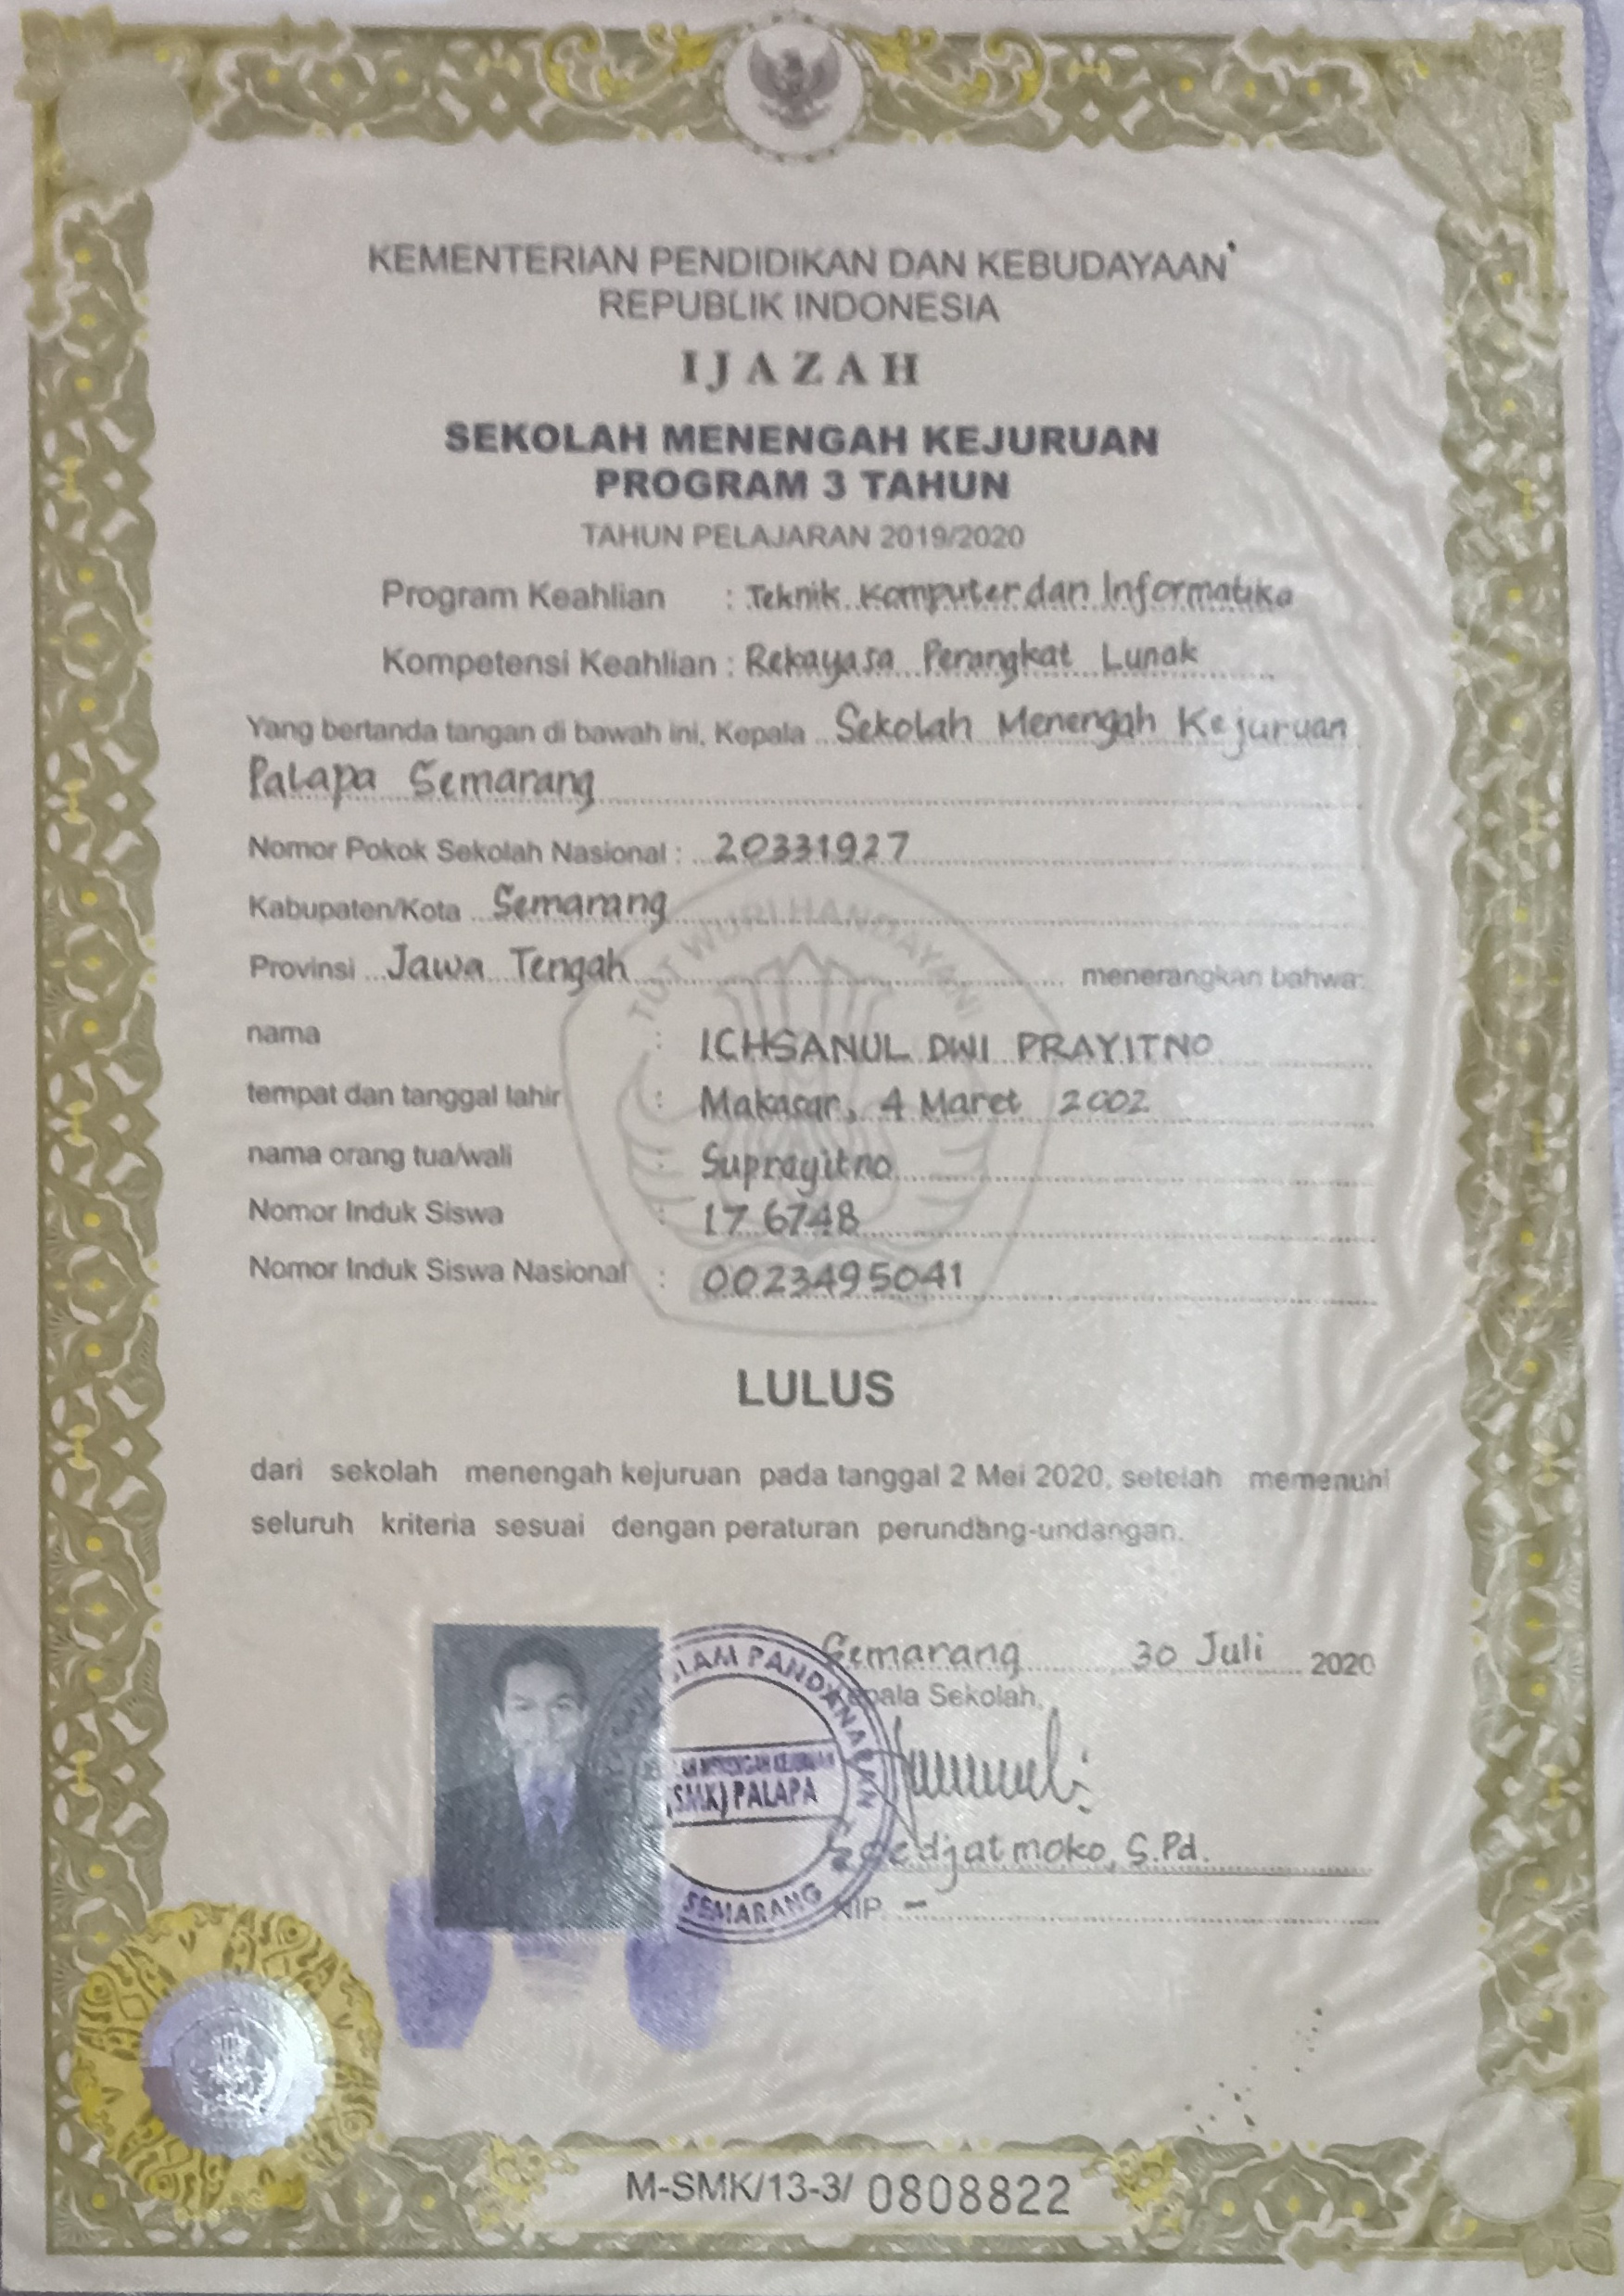 KEMENTERIAN PENDIDIKAN DAN KEBUDAYAAN
REPUBLIK INDONESIA
IJAZAH
SEKOLAH MENENGAH KEJURUAN
PROGRAM 3 TAHUN
TAHUN PELAJARAN 2019/2020
Program Keahlian : Teknik Komputer dan Informatika
Kompetensi Keahlian : Rekayasa Perangkat Lunak
Yang bertanda tangan di bawah ini, Kepala Sekolah Menengah Kejuruan
Palapa Semarang
Nomor Pokok Sekolah Nasional : 20331927
Kabupaten/Kota Semarang
TUT WURI HANDAYANI
Provinsi Jawa Tengah menerangkan bahwa:
nama : ICHSANUL DWI PRAYITNO
tempat dan tanggal lahir : Makasar, 4 Maret 2002
nama orang tua/wali : Suprayitno
Nomor Induk Siswa : 17 6748
Nomor Induk Siswa Nasional : 0023495041
LULUS
dari sekolah menengah kejuruan pada tanggal 2 Mei 2020, setelah memenuhi
seluruh kriteria sesuai dengan peraturan perundang-undangan.
Semarang 30 Juli 2020
Kepala Sekolah,
PANDANARAN
MENENGAH KEJURUAN
(SMK) PALAPA
SEMARANG
Soedjatmoko, S.Pd.
NIP. -
M-SMK/13-3/ 0808822